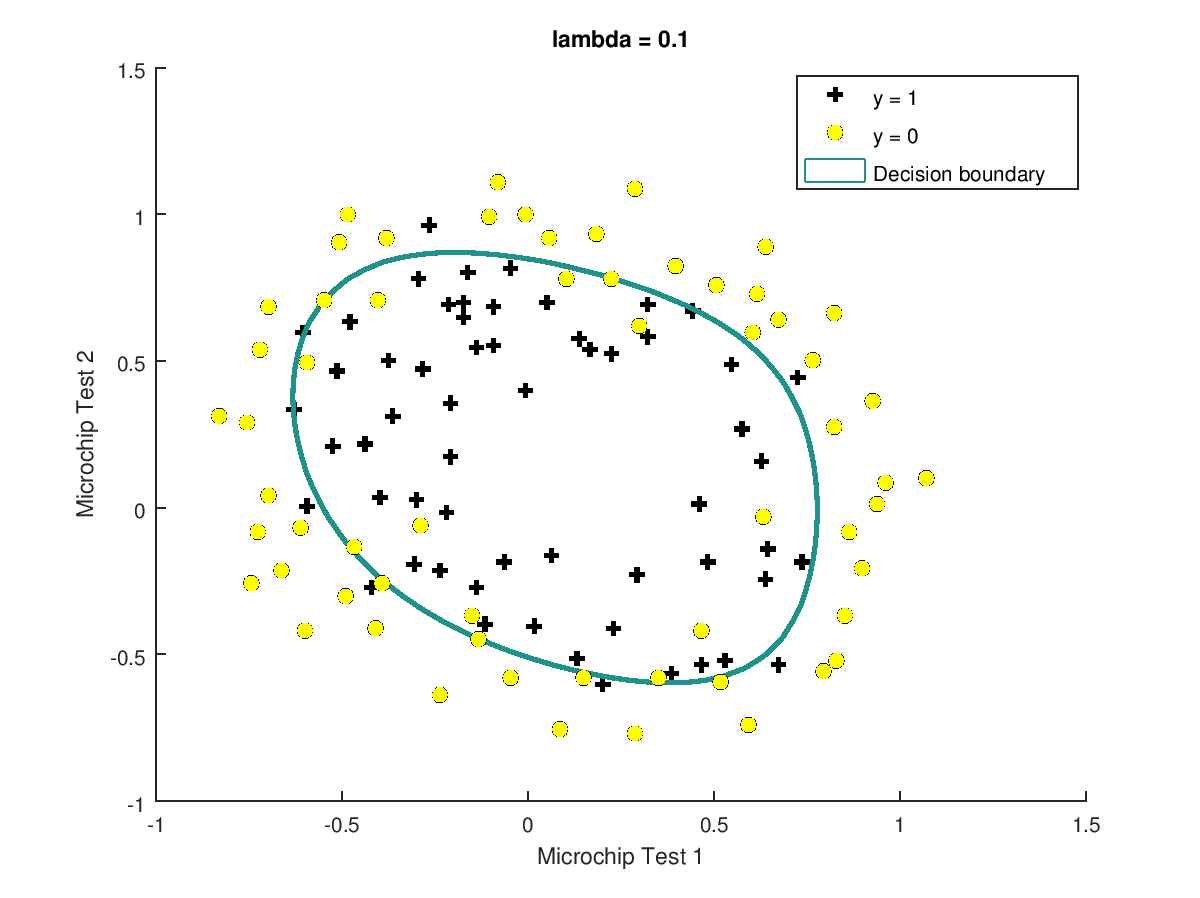 lambda = 0.1
1.5
1
0.5
0
-0.5
-1
-1
-0.5
0
0.5
1
1.5
Microchip Test 2
Microchip Test 1
y = 1
y = 0
Decision boundary